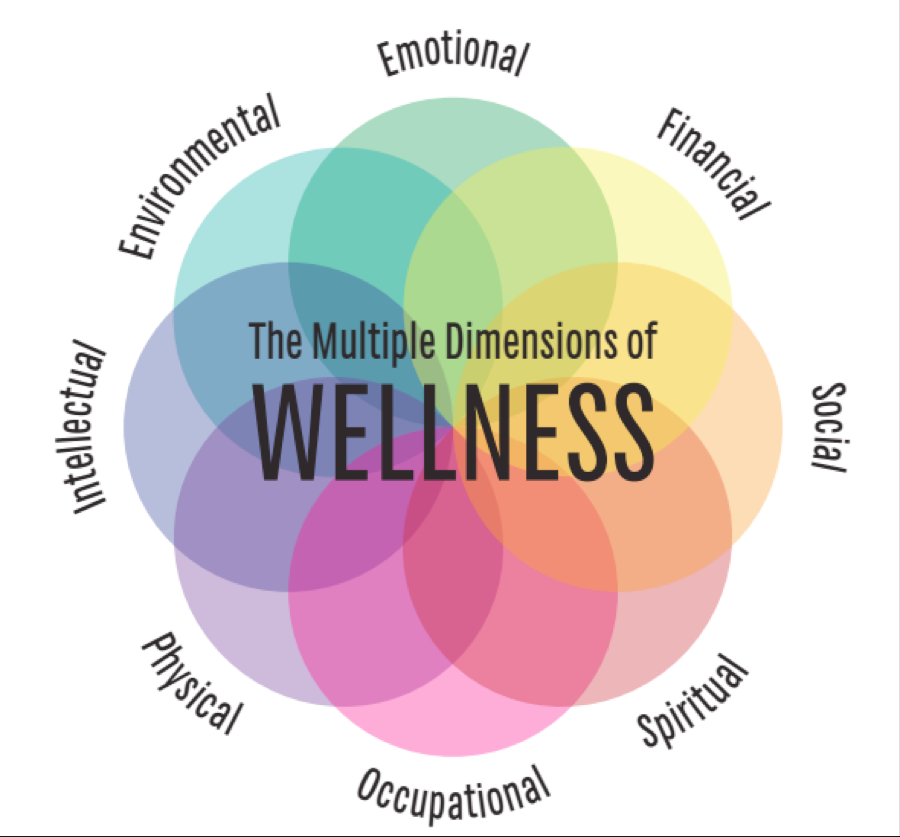 Emotional
Financial
Social
Spiritual
Occupational
Physical
Intellectual
Environmental
The Multiple Dimensions of
WELLNESS